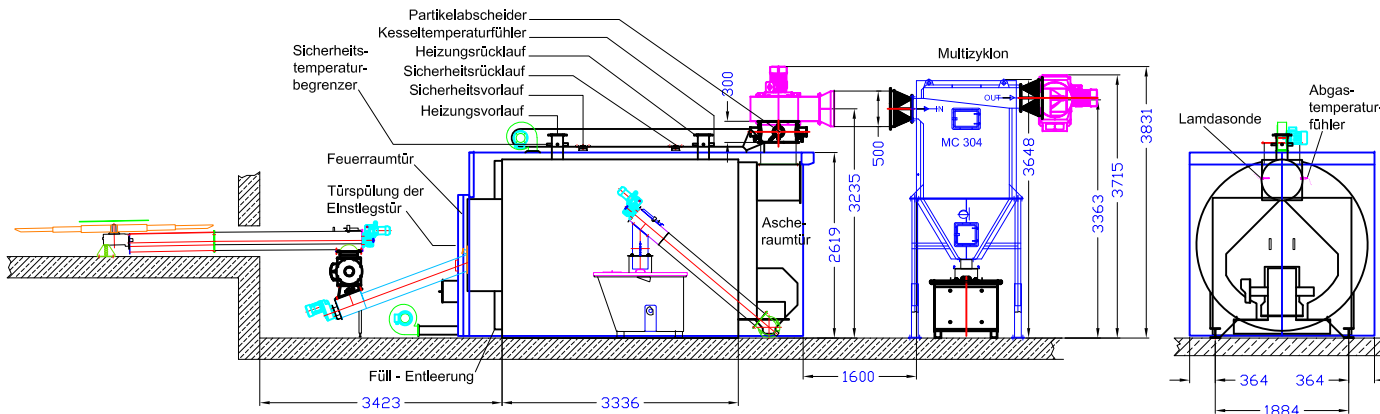 Partikelabscheider
Kesseltemperaturfühler
Heizungsrücklauf
Sicherheitsrücklauf
Sicherheitsvorlauf
Heizungsvorlauf
Sicherheits-
temperatur-
begrenzer
Feuerraumtür
Türspülung der
EInstIegstür
Füll - Entleerung
Asche-
raumtür
Multizyklon
IN
OUT
MC 304
300
500
3235
2619
3648
3363
3715
3831
3423
3336
1600
Lamdasonde
Abgas-
temperatur-
fühler
364
364
1884